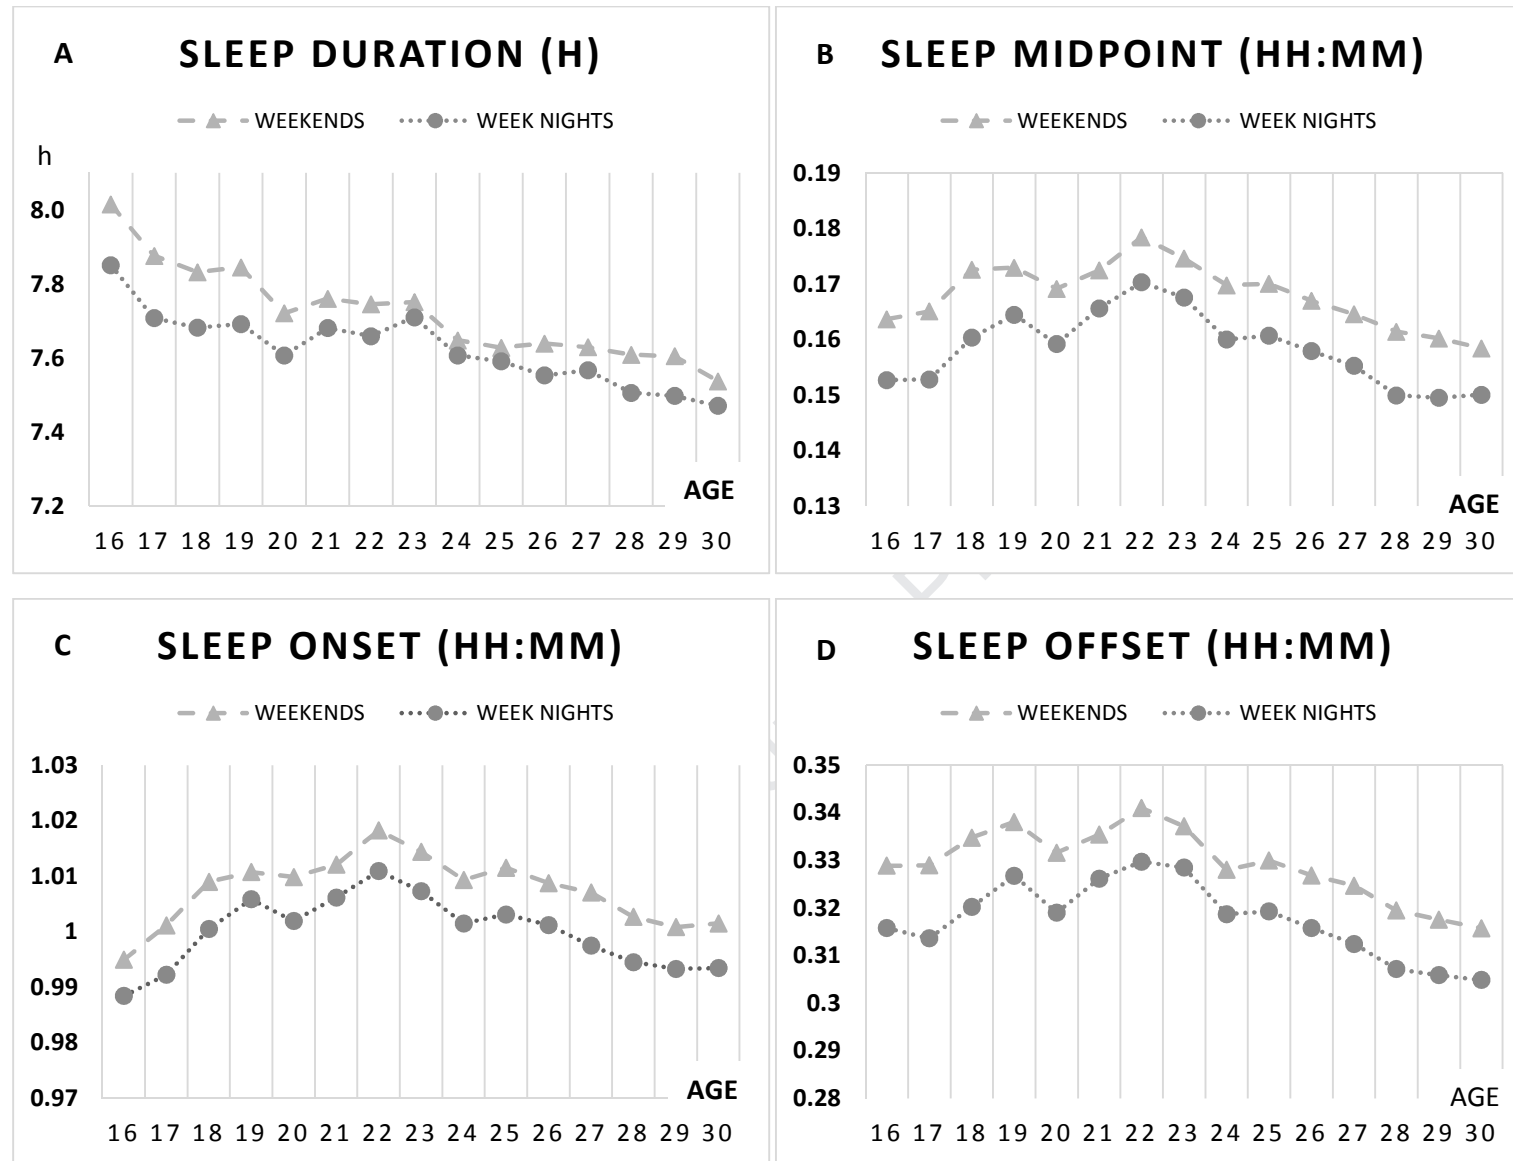 A SLEEP DURATION (H)
WEEKENDS WEEK NIGHTS
h
8.0
7.8
7.6
7.4
7.2
AGE
16 17 18 19 20 21 22 23 24 25 26 27 28 29 30
B SLEEP MIDPOINT (HH:MM)
WEEKENDS WEEK NIGHTS
0.19
0.18
0.17
0.16
0.15
0.14
0.13
AGE
16 17 18 19 20 21 22 23 24 25 26 27 28 29 30
C SLEEP ONSET (HH:MM)
WEEKENDS WEEK NIGHTS
1.03
1.02
1.01
1
0.99
0.98
0.97
AGE
16 17 18 19 20 21 22 23 24 25 26 27 28 29 30
D SLEEP OFFSET (HH:MM)
WEEKENDS WEEK NIGHTS
0.35
0.34
0.33
0.32
0.31
0.3
0.29
0.28
AGE
16 17 18 19 20 21 22 23 24 25 26 27 28 29 30